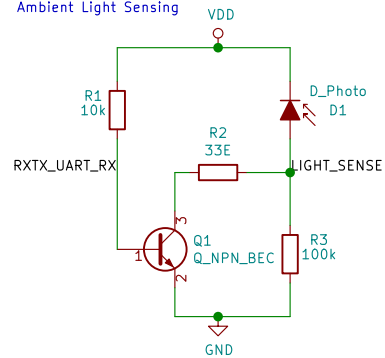 Ambient Light Sensing
VDD
R1
10k
D_Photo
D1
R2
33E
RXTX_UART_RX
LIGHT_SENSE
3
Q1
1
Q_NPN_BEC
2
R3
100k
GND